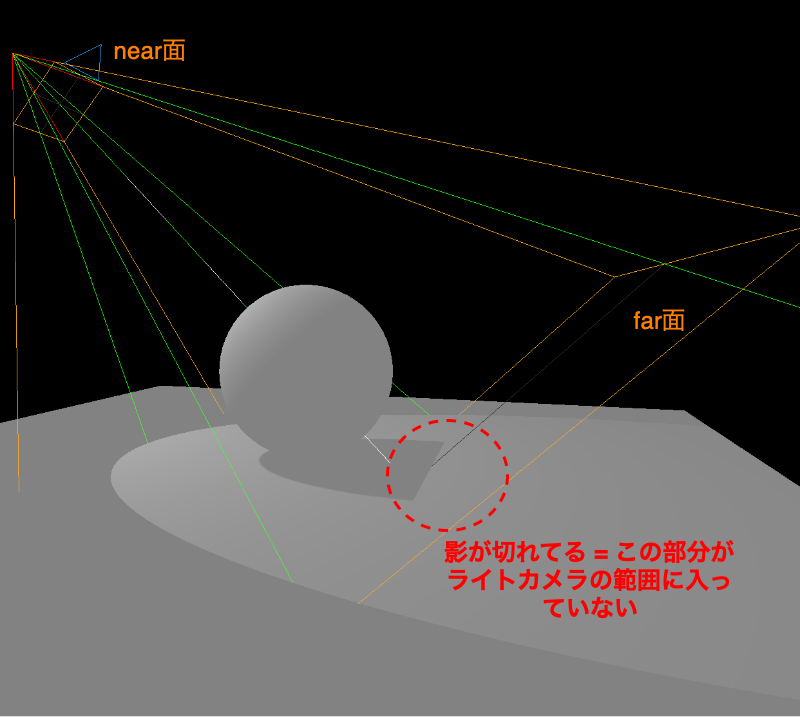 near面
far面
影が切れてる = この部分が
ライトカメラの範囲に入っ
ていない